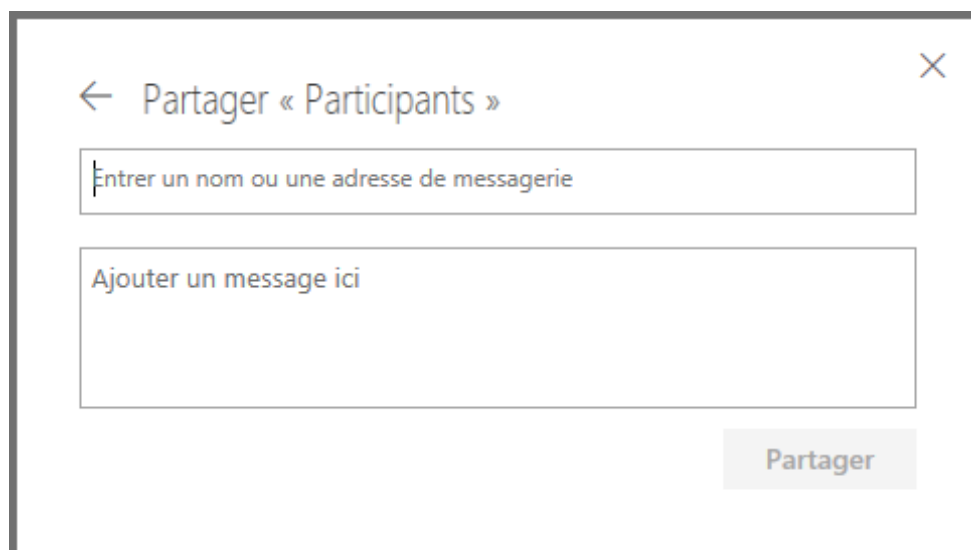 Partager « Participants »
Entrer un nom ou une adresse de messagerie
Ajouter un message ici
Partager